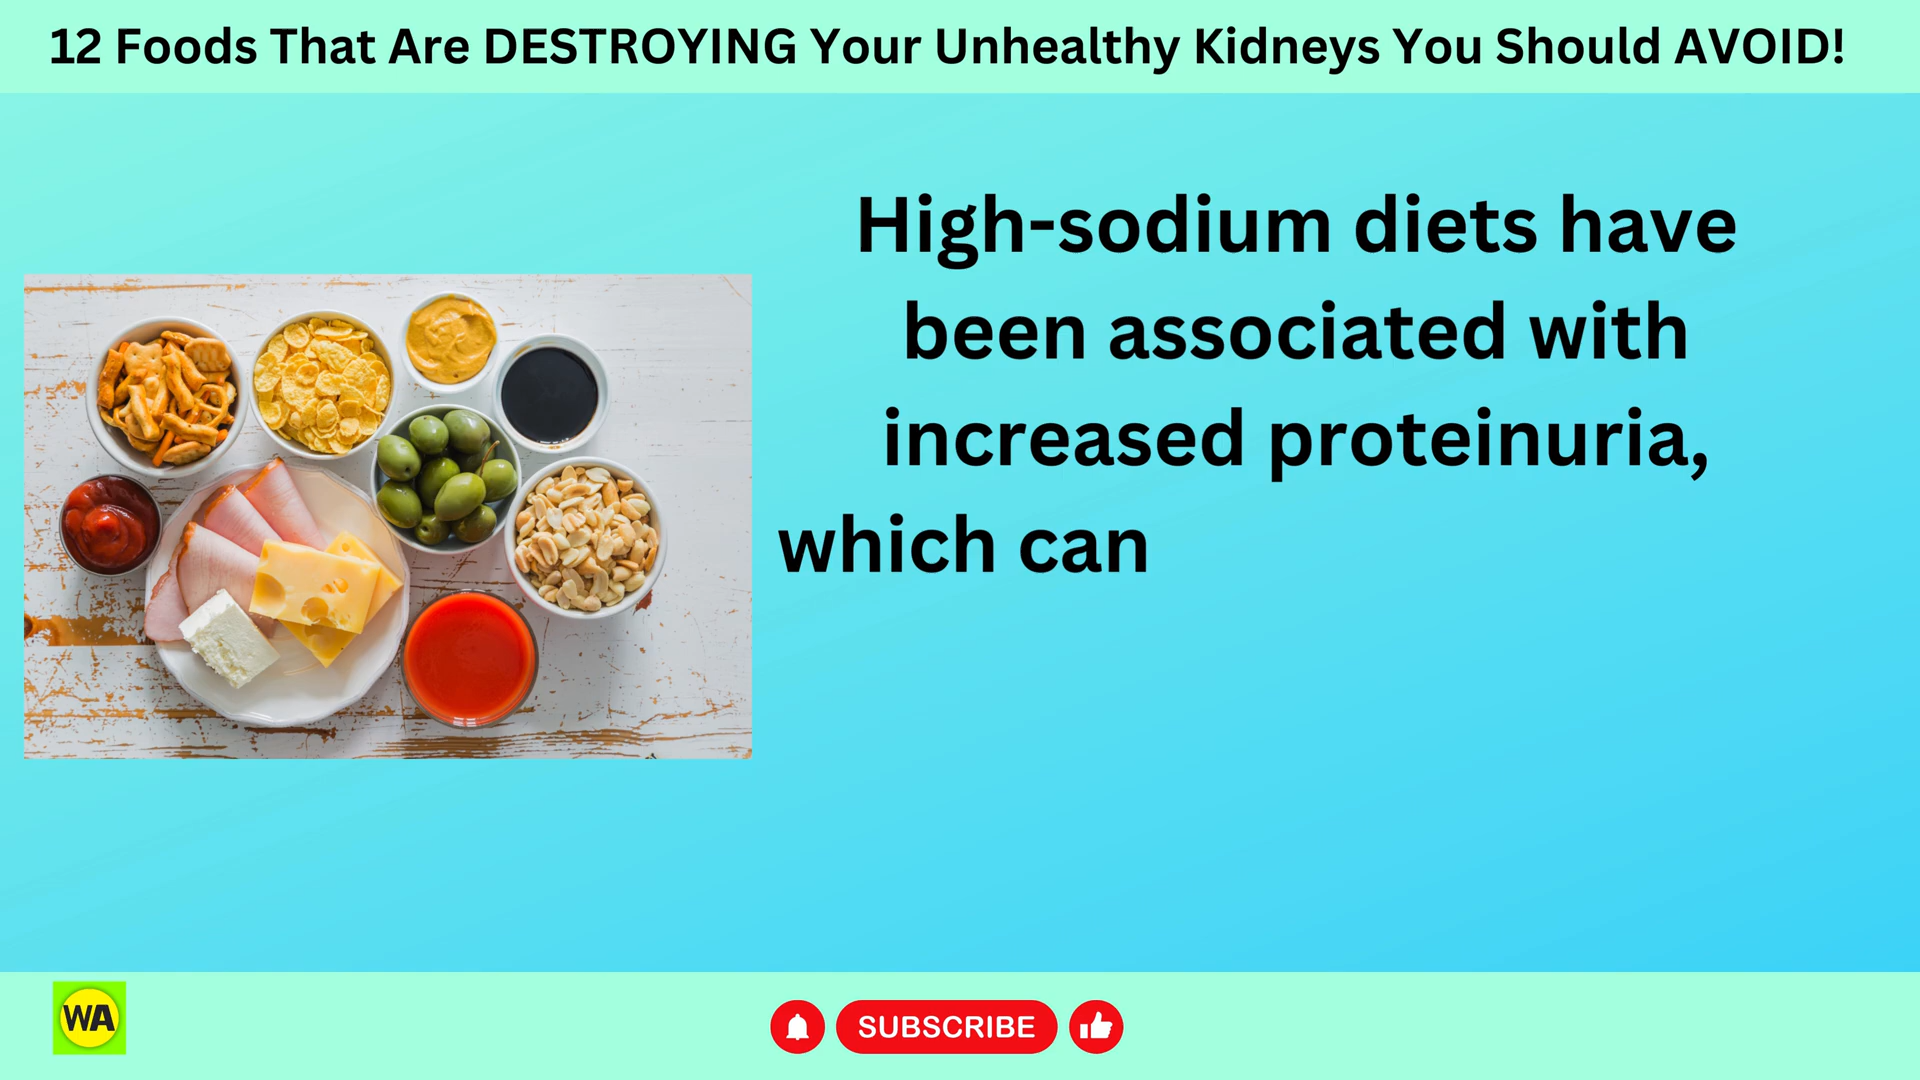 12 Foods That Are DESTROYING Your Unhealthy Kidneys You Should AVOID!
High-sodium diets have
been associated with
increased proteinuria,
which can
WA
SUBSCRIBE